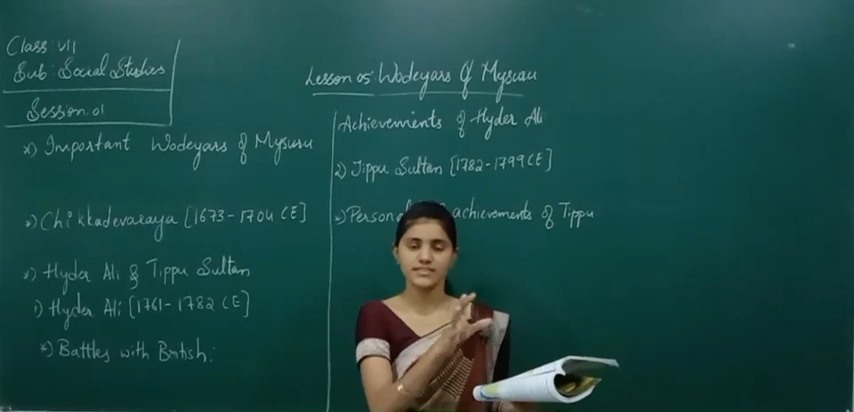 Class: VII
Sub: Social Studies
Session. 01
Lesson 05: Wodeyars of Mysuru
*) Important Wodeyars of Mysuru
*) Chikkadevaraya [1673-1704 CE]
*) Hyder Ali & Tippu Sultan
1) Hyder Ali [1761-1782 CE]
*) Battles with British:
Achievements of Hyder Ali
2) Tippu Sultan [1782-1799 CE]
*) Personal achievements of Tippu